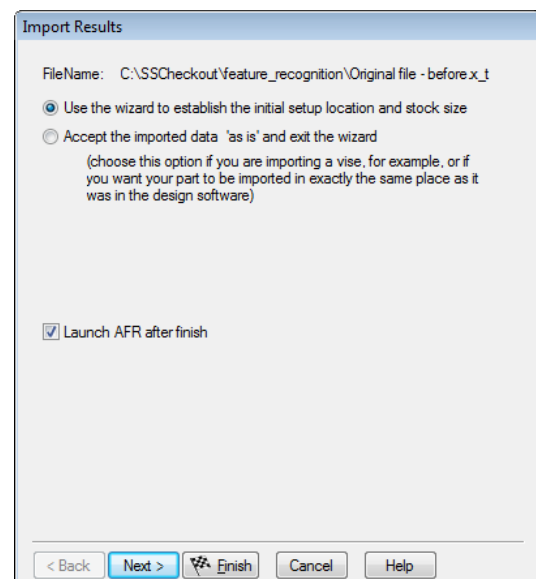 Import Results
FileName: C:\SSCheckout\feature_recognition\Original file - before.x_t
Use the wizard to establish the initial setup location and stock size
Accept the imported data 'as is' and exit the wizard
(choose this option if you are importing a vise, for example, or if
you want your part to be imported in exactly the same place as it
was in the design software)
Launch AFR after finish
< Back Next > Finish Cancel Help